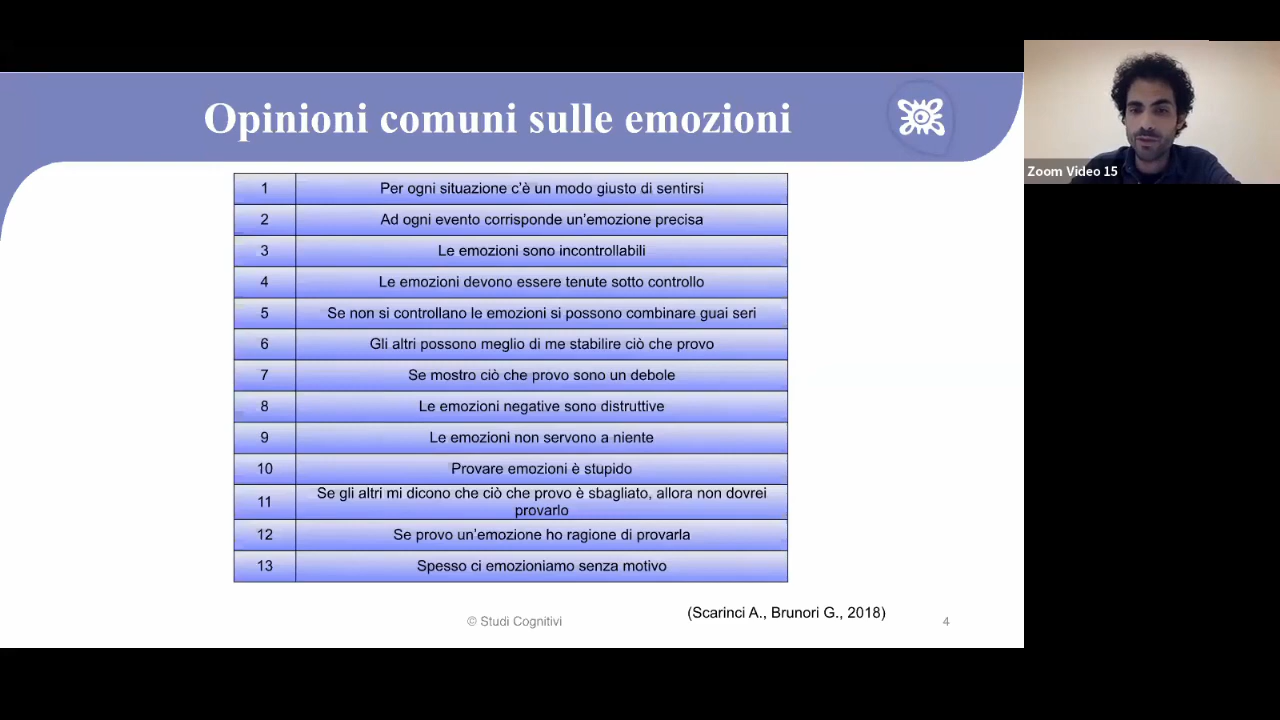 Opinioni comuni sulle emozioni
Zoom Video 15
1 Per ogni situazione c’è un modo giusto di sentirsi
2 Ad ogni evento corrisponde un’emozione precisa
3 Le emozioni sono incontrollabili
4 Le emozioni devono essere tenute sotto controllo
5 Se non si controllano le emozioni si possono combinare guai seri
6 Gli altri possono meglio di me stabilire ciò che provo
7 Se mostro ciò che provo sono un debole
8 Le emozioni negative sono distruttive
9 Le emozioni non servono a niente
10 Provare emozioni è stupido
11 Se gli altri mi dicono che ciò che provo è sbagliato, allora non dovrei
provarlo
12 Se provo un’emozione ho ragione di provarla
13 Spesso ci emozioniamo senza motivo
(Scarinci A., Brunori G., 2018)
© Studi Cognitivi
4